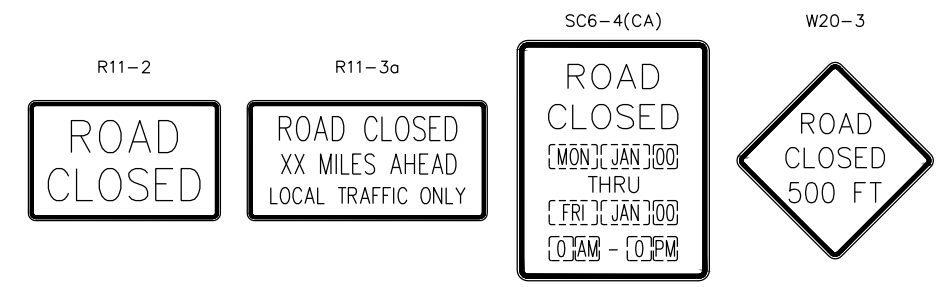 R11-2
ROAD
CLOSED
R11-3a
ROAD CLOSED
XX MILES AHEAD
LOCAL TRAFFIC ONLY
SC6-4(CA)
ROAD
CLOSED
MON JAN 00
THRU
FRI JAN 00
0 AM - 0 PM
W20-3
ROAD
CLOSED
500 FT